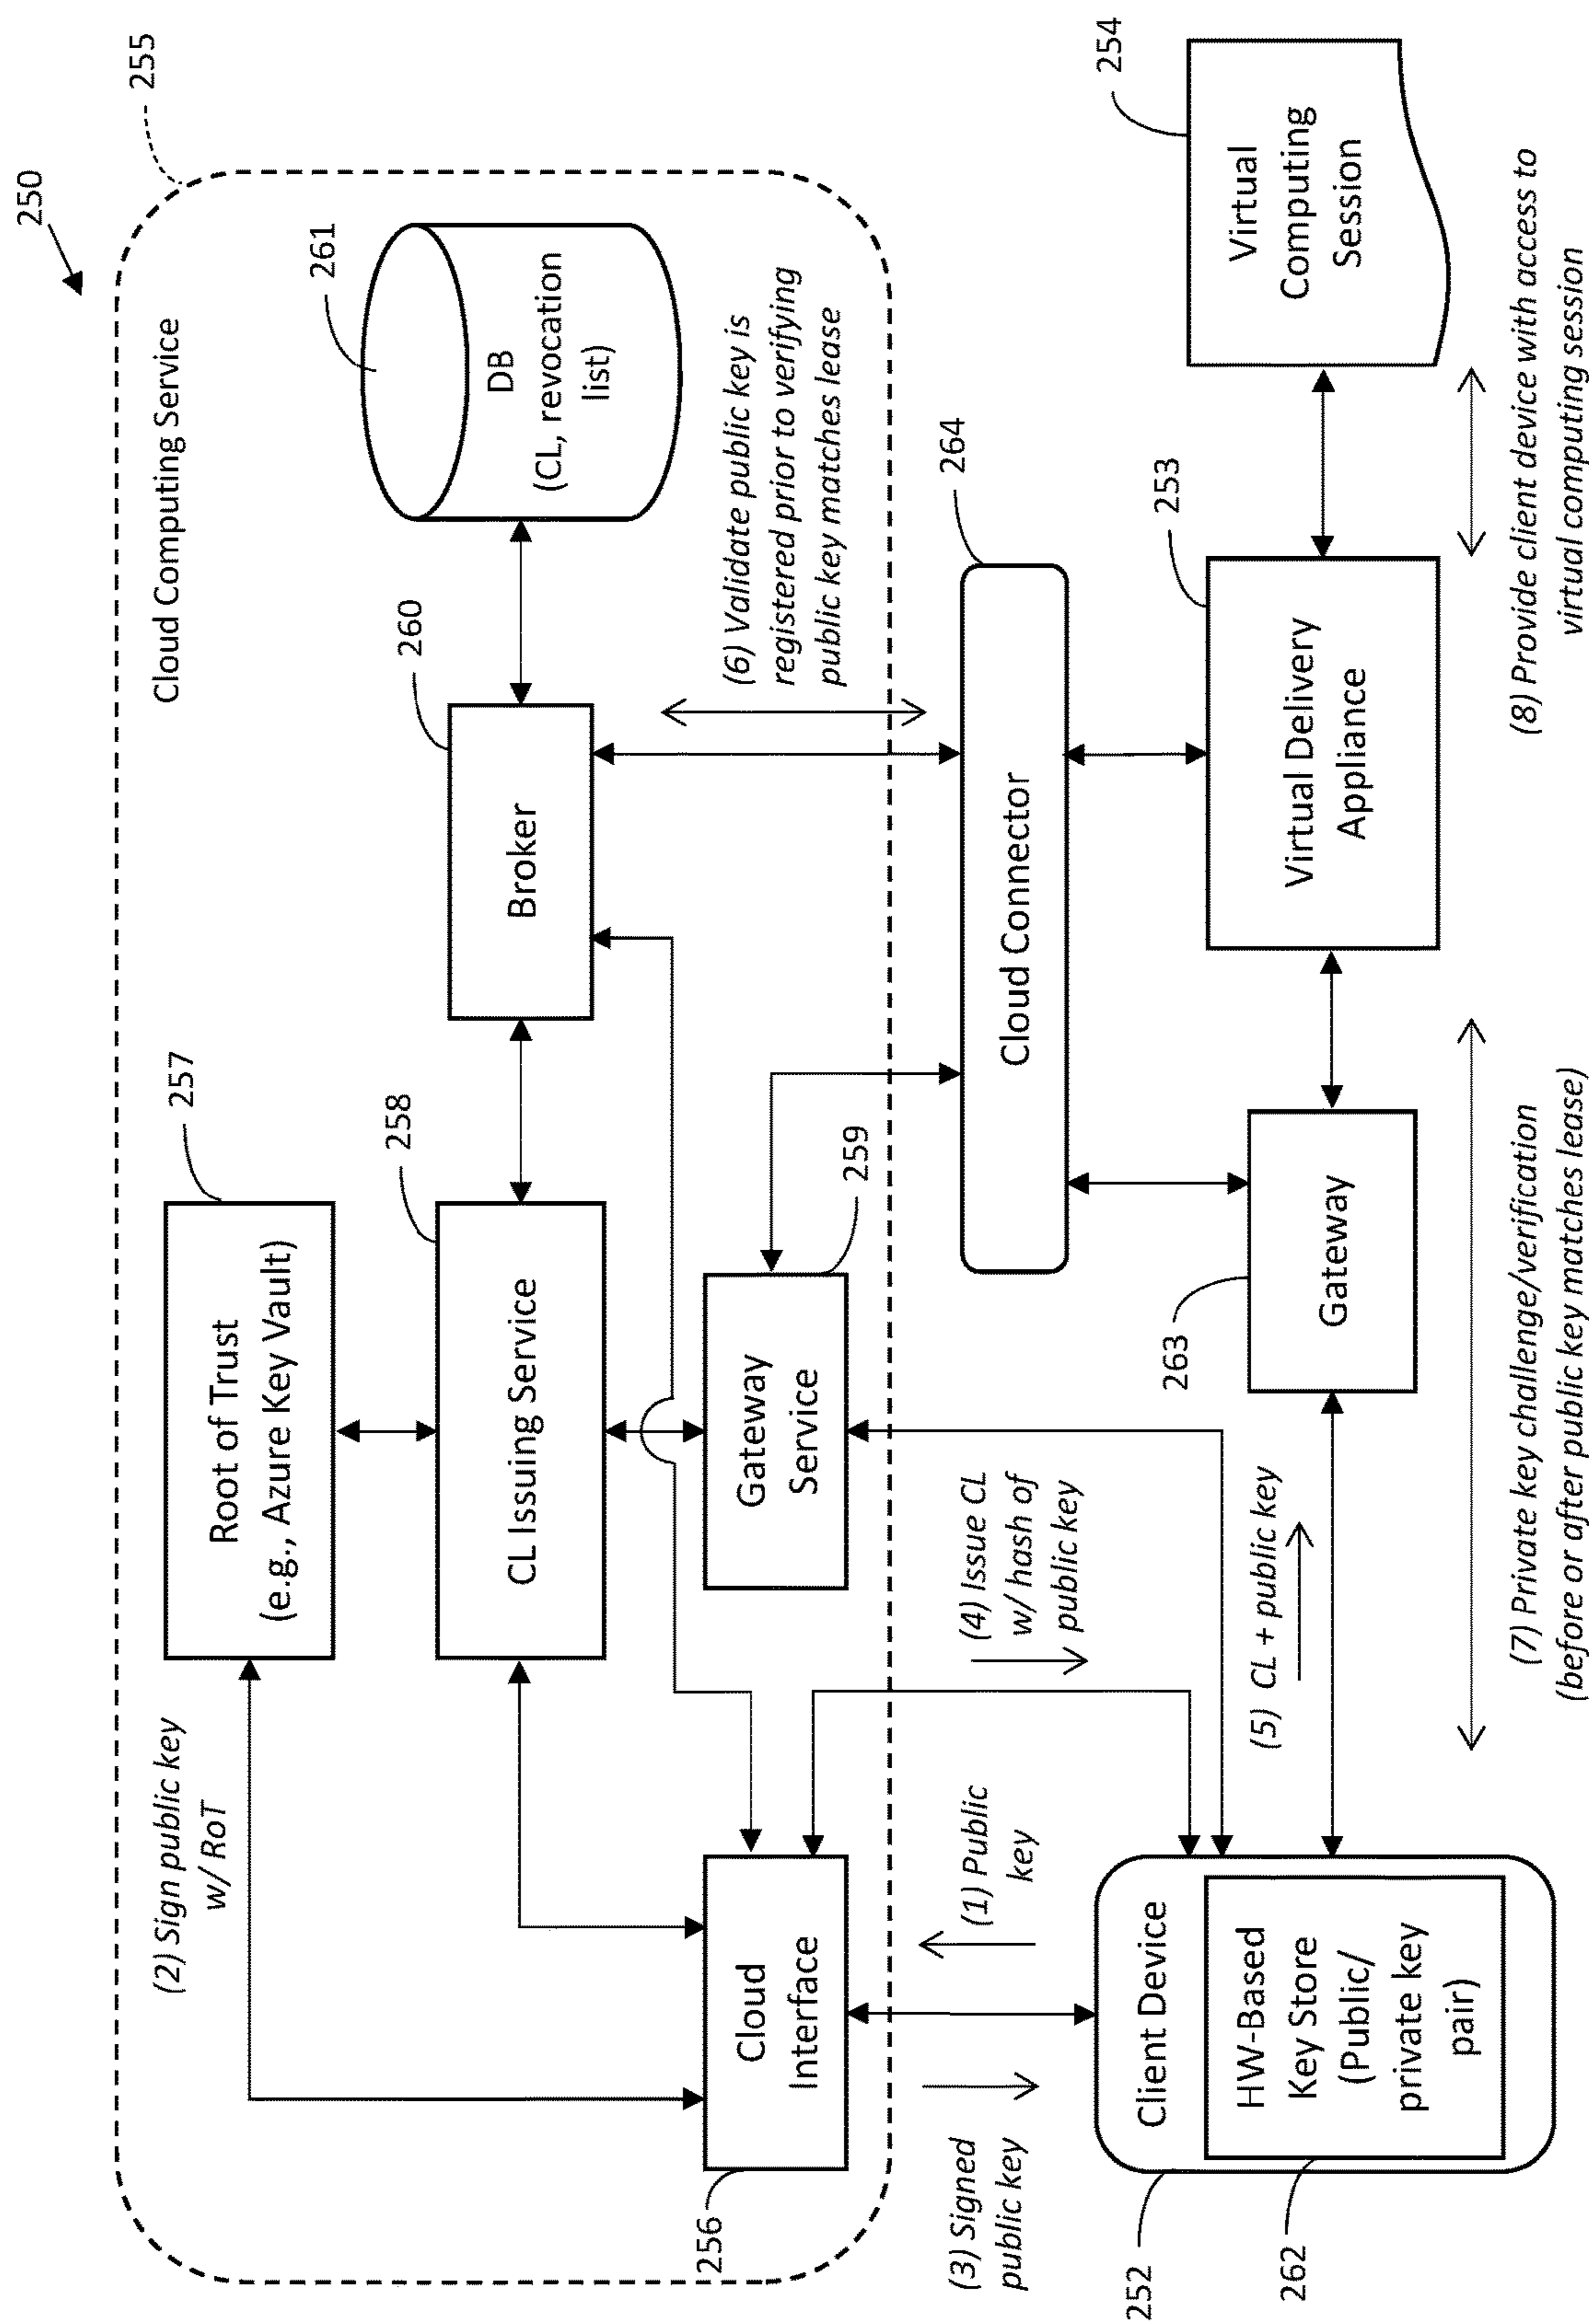 250
255
Cloud Computing Service
(2) Sign public key
w/ RoT
Root of Trust
(e.g., Azure Key Vault)
257
CL Issuing Service
258
Broker
260
DB
(CL, revocation
list)
261
Cloud
Interface
256
Gateway
Service
259
(6) Validate public key is
registered prior to verifying
public key matches lease
(3) Signed
public key
(1) Public
key
(4) Issue CL
w/ hash of
public key
Cloud Connector
264
Client Device
252
HW-Based
Key Store
(Public/
private key
pair)
262
(5) CL + public key
Gateway
263
Virtual Delivery
Appliance
253
Virtual
Computing
Session
254
(7) Private key challenge/verification
(before or after public key matches lease)
(8) Provide client device with access to
virtual computing session